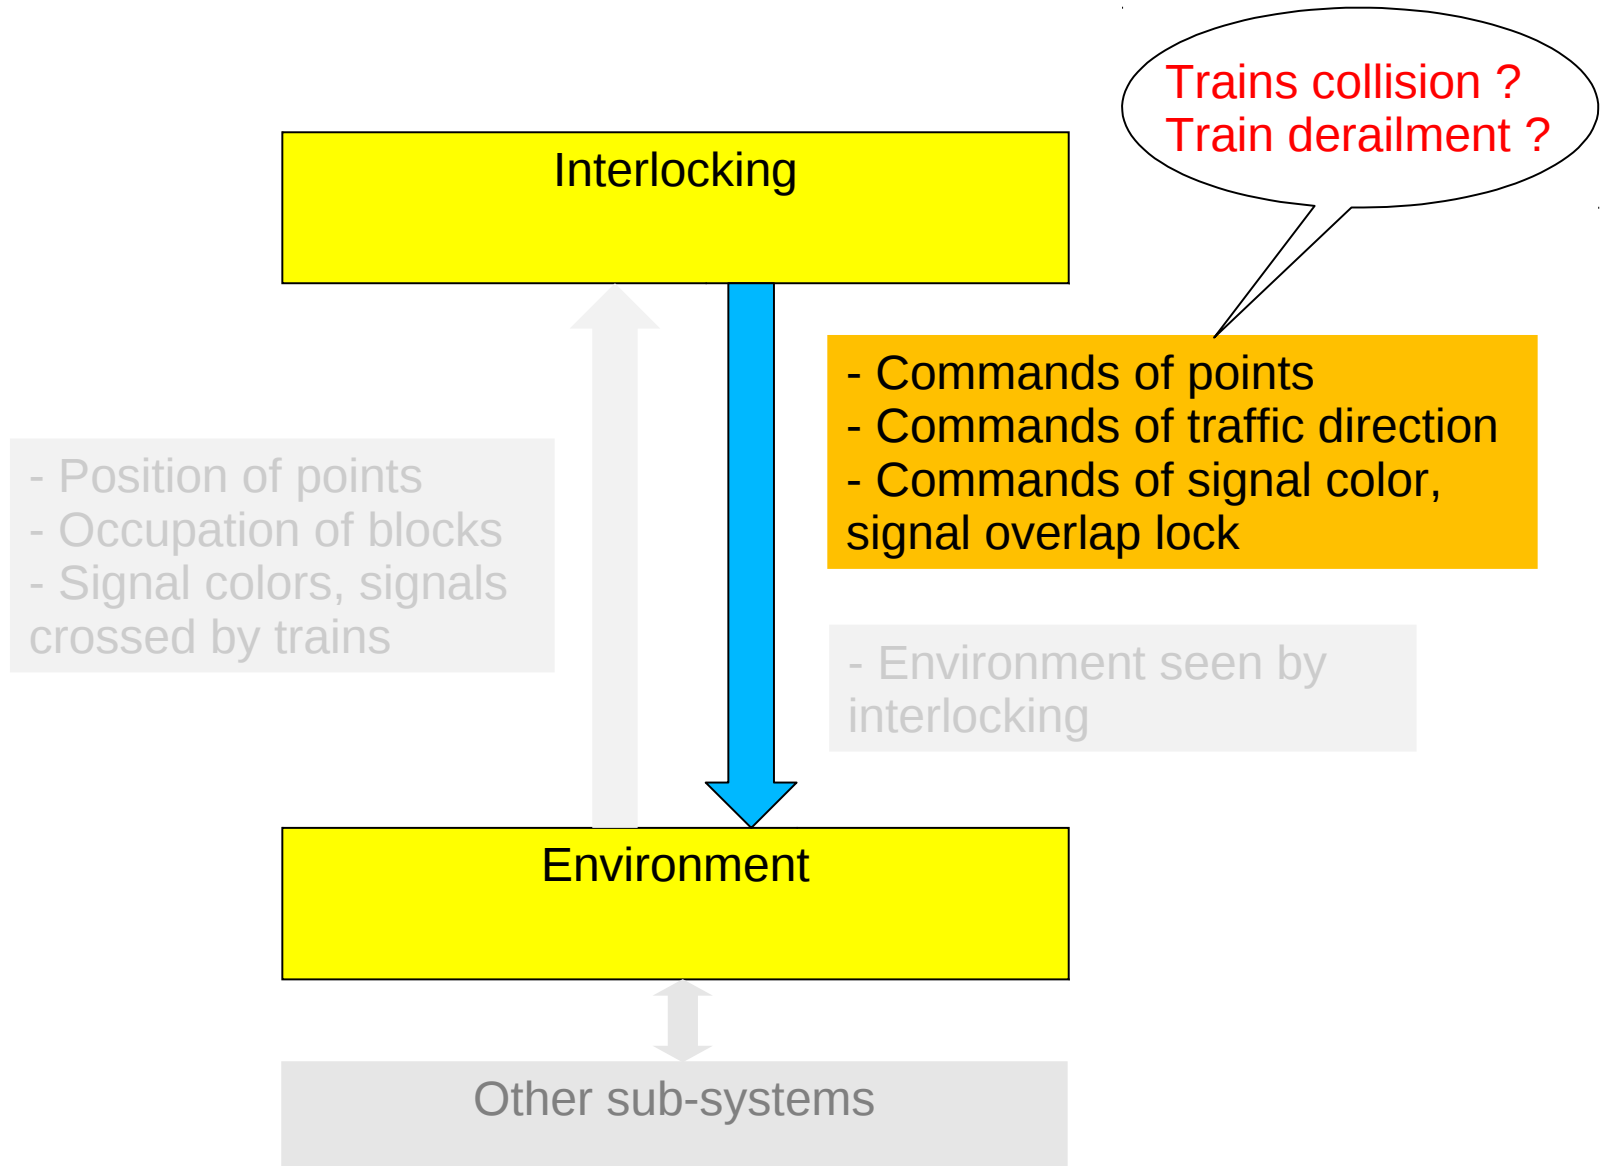 Trains collision ?
Train derailment ?
Interlocking
- Commands of points
- Commands of traffic direction
- Commands of signal color,
signal overlap lock
- Position of points
- Occupation of blocks
- Signal colors, signals
crossed by trains
- Environment seen by
interlocking
Environment
Other sub-systems